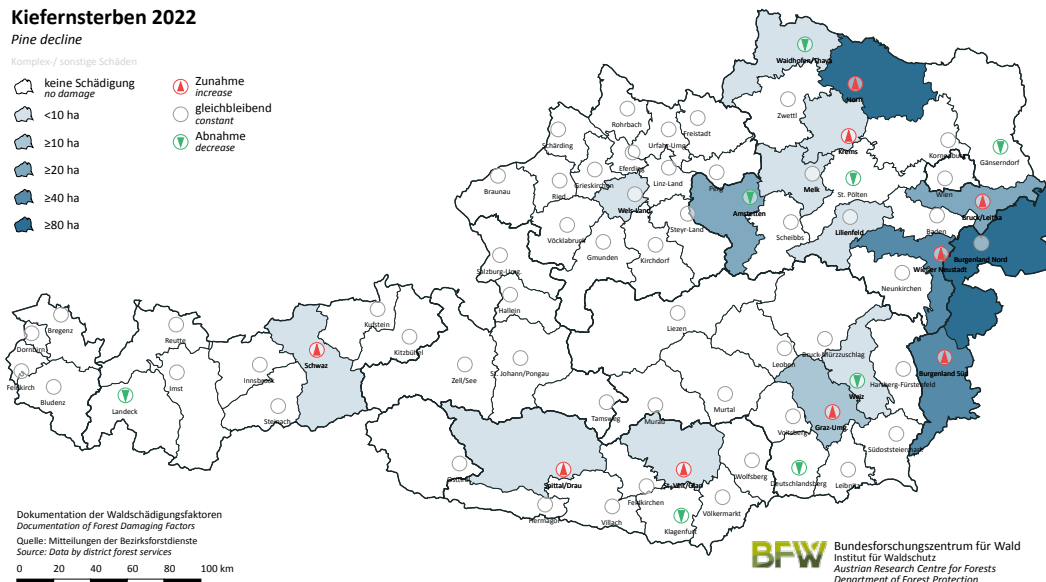 Kiefernsterben 2022
Pine decline
Komplex-/ sonstige Schäden
keine Schädigung
no damage
<10 ha
≥10 ha
≥20 ha
≥40 ha
≥80 ha
Zunahme
increase
gleichbleibend
constant
Abnahme
decrease
Waidhofen/Thaya
Horn
Zwettl
Krems
Rohrbach
Freistadt
Schärding
Urfahr-Umg.
Korneuburg
Gänserndorf
Eferding
Grieskirchen
Linz-Land
Perg
Melk
St. Pölten
Wien
Braunau
Ried
Wels-Land
Amstetten
Steyr-Land
Scheibbs
Lilienfeld
Bruck/Leitha
Baden
Vöcklabruck
Gmunden
Kirchdorf
Wiener Neustadt
Burgenland Nord
Salzburg-Umg.
Neunkirchen
Hallein
Liezen
Bregenz
Reutte
Kufstein
Kitzbühel
Dornbirn
Bruck-Mürzzuschlag
Leoben
Schwaz
St. Johann/Pongau
Zell/See
Burgenland Süd
Feldkirch
Bludenz
Imst
Innsbruck
Hartberg-Fürstenfeld
Weiz
Landeck
Steinach
Tamsweg
Murau
Murtal
Graz-Umg.
Voitsberg
Südoststeiermark
Osttirol
Spittal/Drau
St. Veit/Glan
Wolfsberg
Deutschlandsberg
Leibnitz
Feldkirchen
Hermagor
Villach
Klagenfurt
Völkermarkt
Dokumentation der Waldschädigungsfaktoren
Documentation of Forest Damaging Factors
Quelle: Mitteilungen der Bezirksforstdienste
Source: Data by district forest services
0 20 40 60 80 100 km
BFW
Bundesforschungszentrum für Wald
Institut für Waldschutz
Austrian Research Centre for Forests
Department of Forest Protection